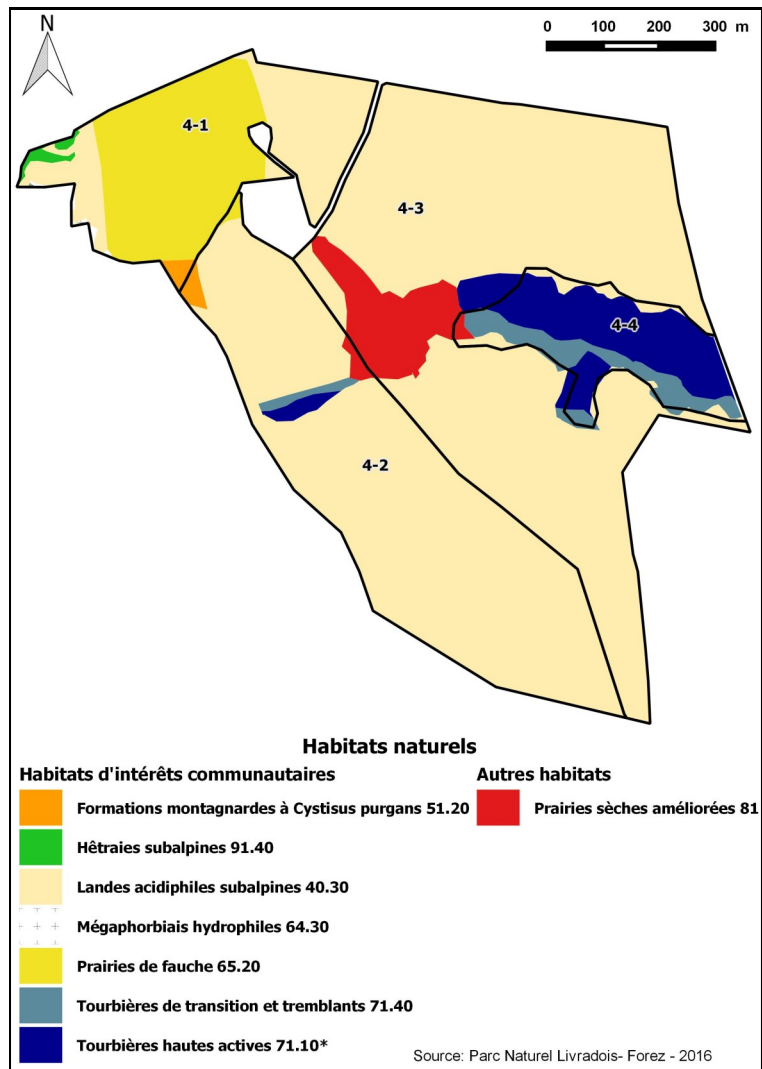 N
0 100 200 300 m
4-1
4-3
4-4
4-2
Habitats naturels
Habitats d'intérêts communautaires
Formations montagnardes à Cystisus purgans 51.20
Hêtraies subalpines 91.40
Landes acidiphiles subalpines 40.30
Mégaphorbiais hydrophiles 64.30
Prairies de fauche 65.20
Tourbières de transition et tremblants 71.40
Tourbières hautes actives 71.10*
Autres habitats
Prairies sèches améliorées 81
Source: Parc Naturel Livradois- Forez - 2016